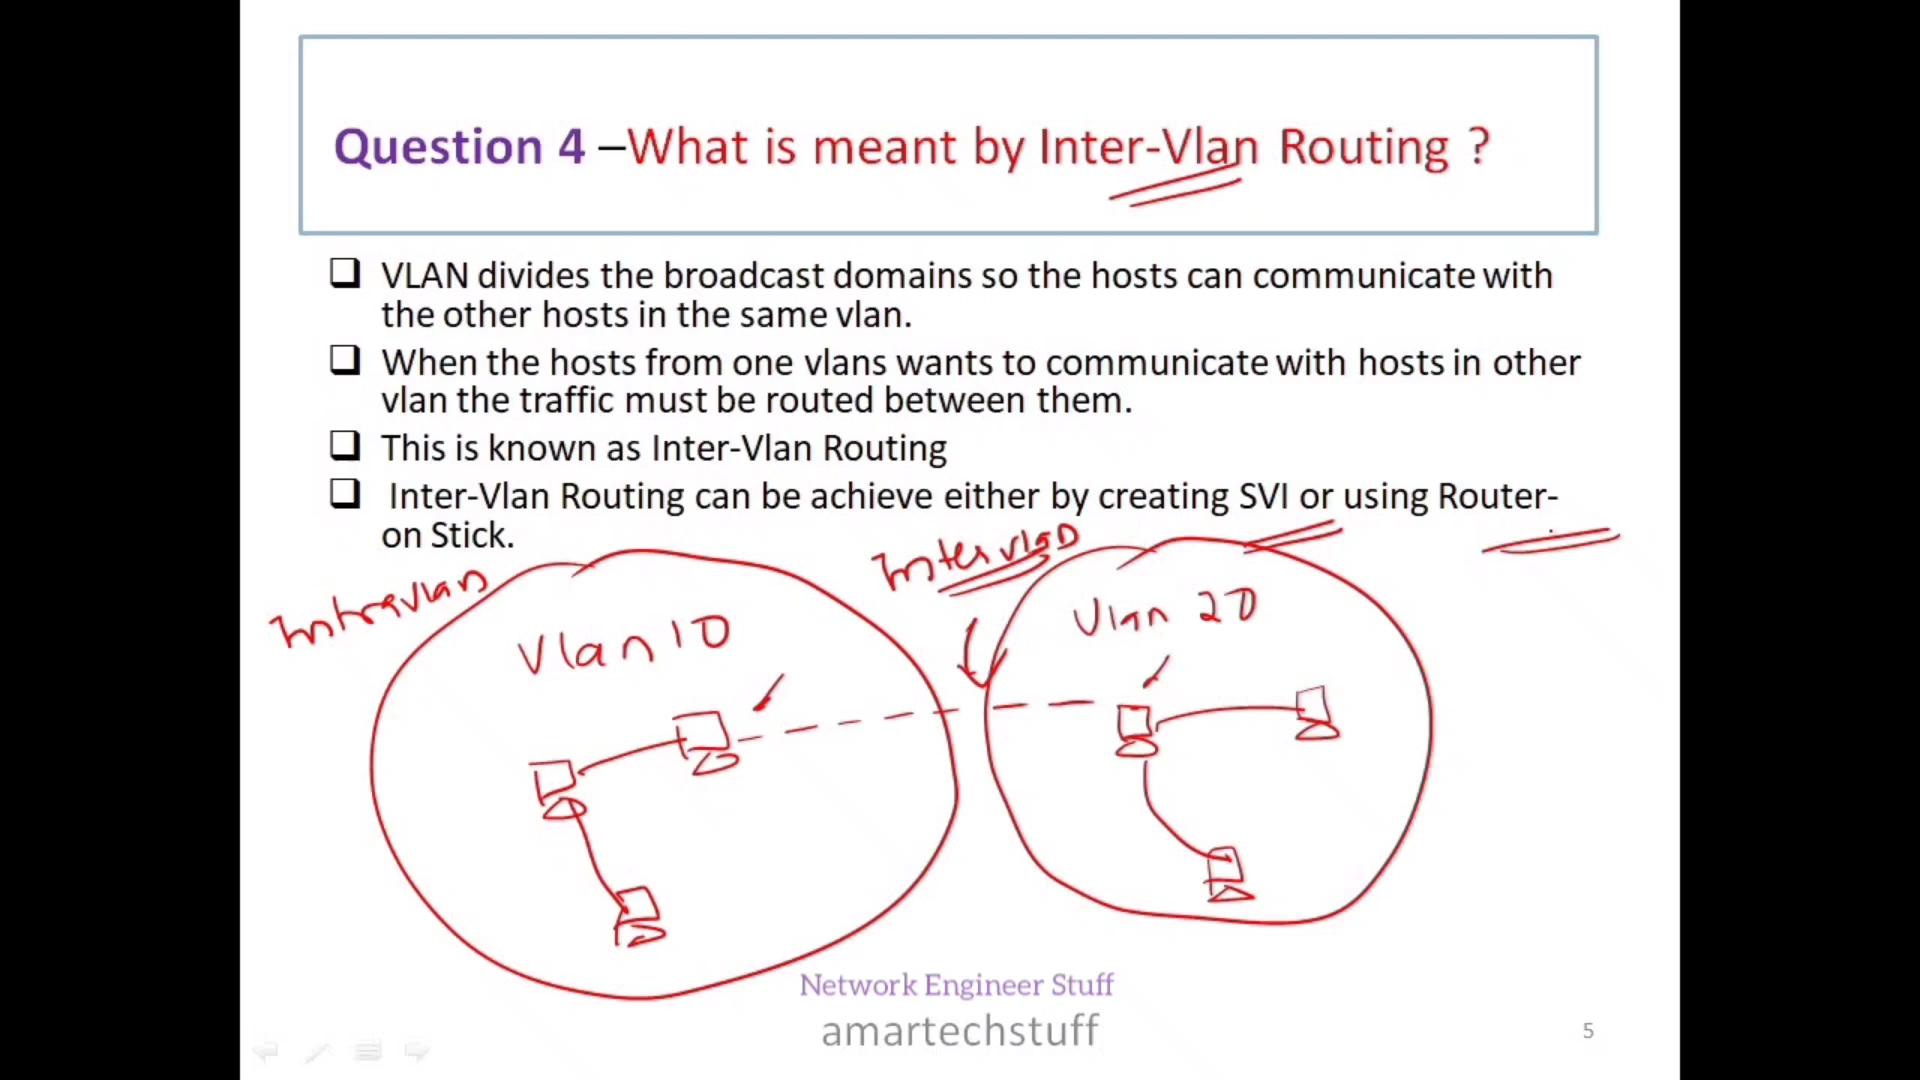 Question 4 –What is meant by Inter-Vlan Routing ?
❑ VLAN divides the broadcast domains so the hosts can communicate with
the other hosts in the same vlan.
❑ When the hosts from one vlans wants to communicate with hosts in other
vlan the traffic must be routed between them.
❑ This is known as Inter-Vlan Routing
❑ Inter-Vlan Routing can be achieve either by creating SVI or using Router-
on Stick.
Intravlan
Intervlan
Vlan 10
Vlan 20
Network Engineer Stuff
amartechstuff
5